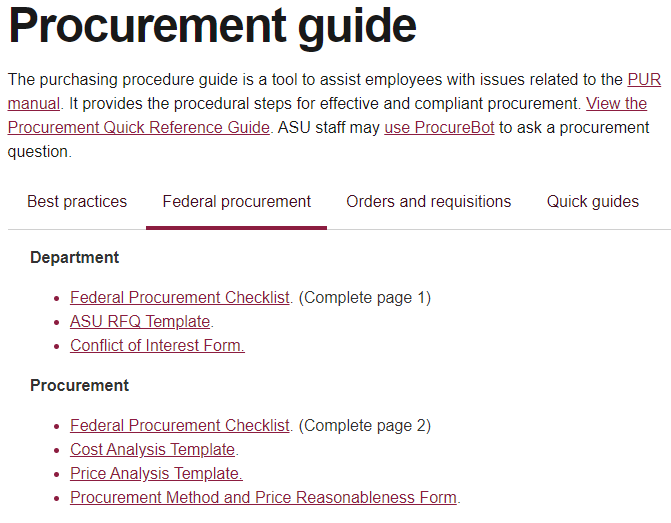 Procurement guide
The purchasing procedure guide is a tool to assist employees with issues related to the PUR
manual. It provides the procedural steps for effective and compliant procurement. View the
Procurement Quick Reference Guide. ASU staff may use ProcureBot to ask a procurement
question.
Best practices Federal procurement Orders and requisitions Quick guides
Department
• Federal Procurement Checklist. (Complete page 1)
• ASU RFQ Template.
• Conflict of Interest Form.
Procurement
• Federal Procurement Checklist. (Complete page 2)
• Cost Analysis Template.
• Price Analysis Template.
• Procurement Method and Price Reasonableness Form.